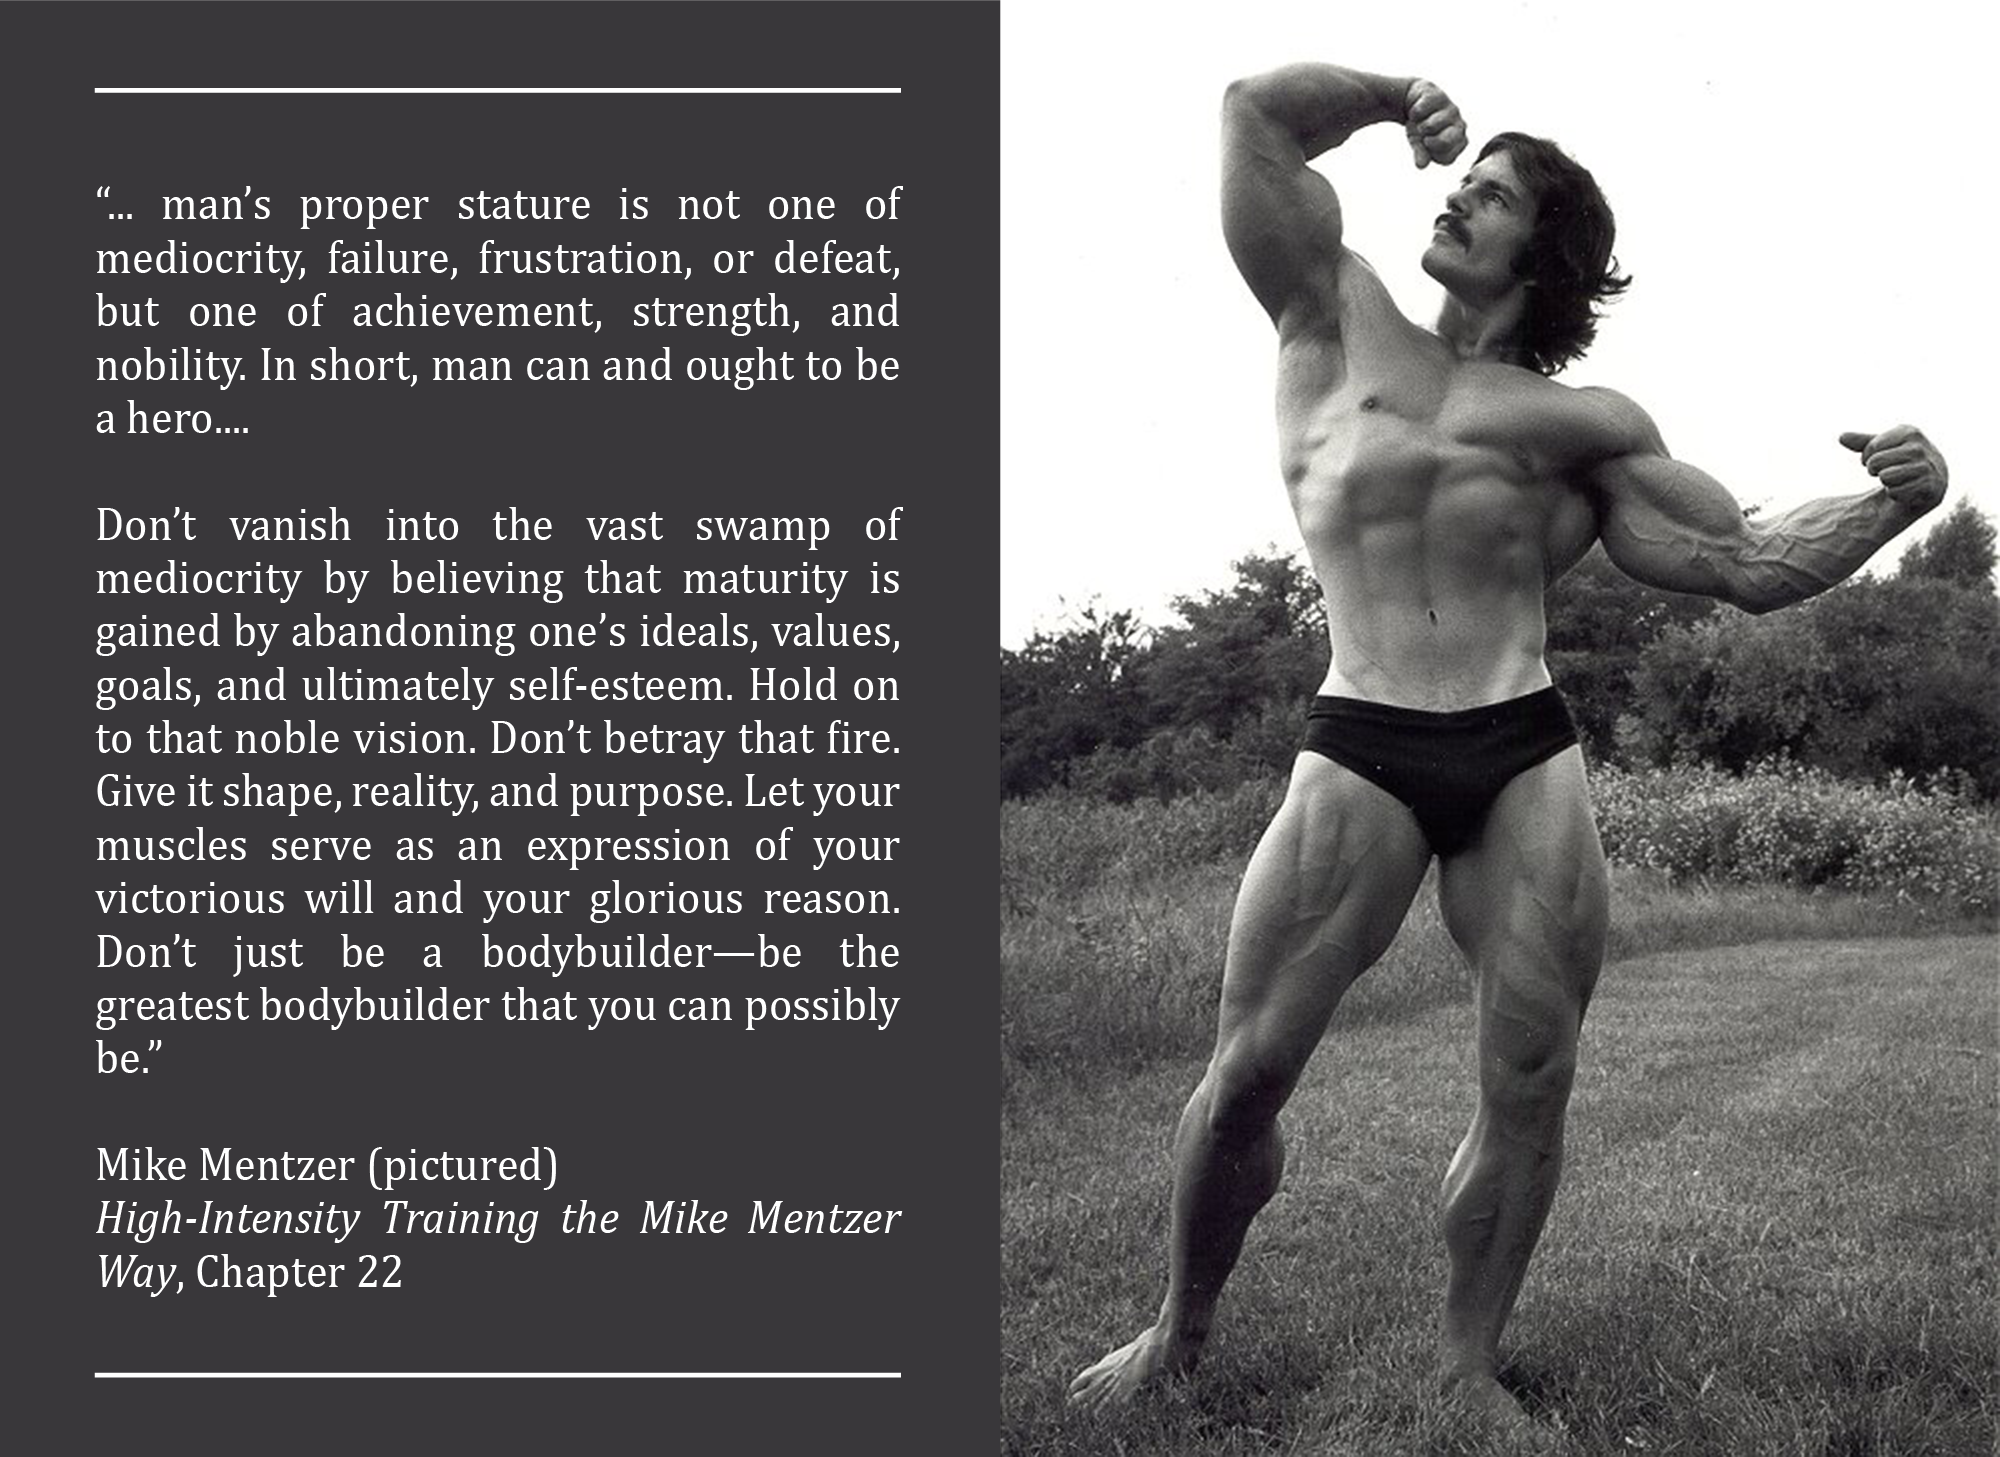 “... man’s proper stature is not one of
mediocrity, failure, frustration, or defeat,
but one of achievement, strength, and
nobility. In short, man can and ought to be
a hero....
Don’t vanish into the vast swamp of
mediocrity by believing that maturity is
gained by abandoning one’s ideals, values,
goals, and ultimately self-esteem. Hold on
to that noble vision. Don’t betray that fire.
Give it shape, reality, and purpose. Let your
muscles serve as an expression of your
victorious will and your glorious reason.
Don’t just be a bodybuilder—be the
greatest bodybuilder that you can possibly
be.”
Mike Mentzer (pictured)
High-Intensity Training the Mike Mentzer
Way, Chapter 22